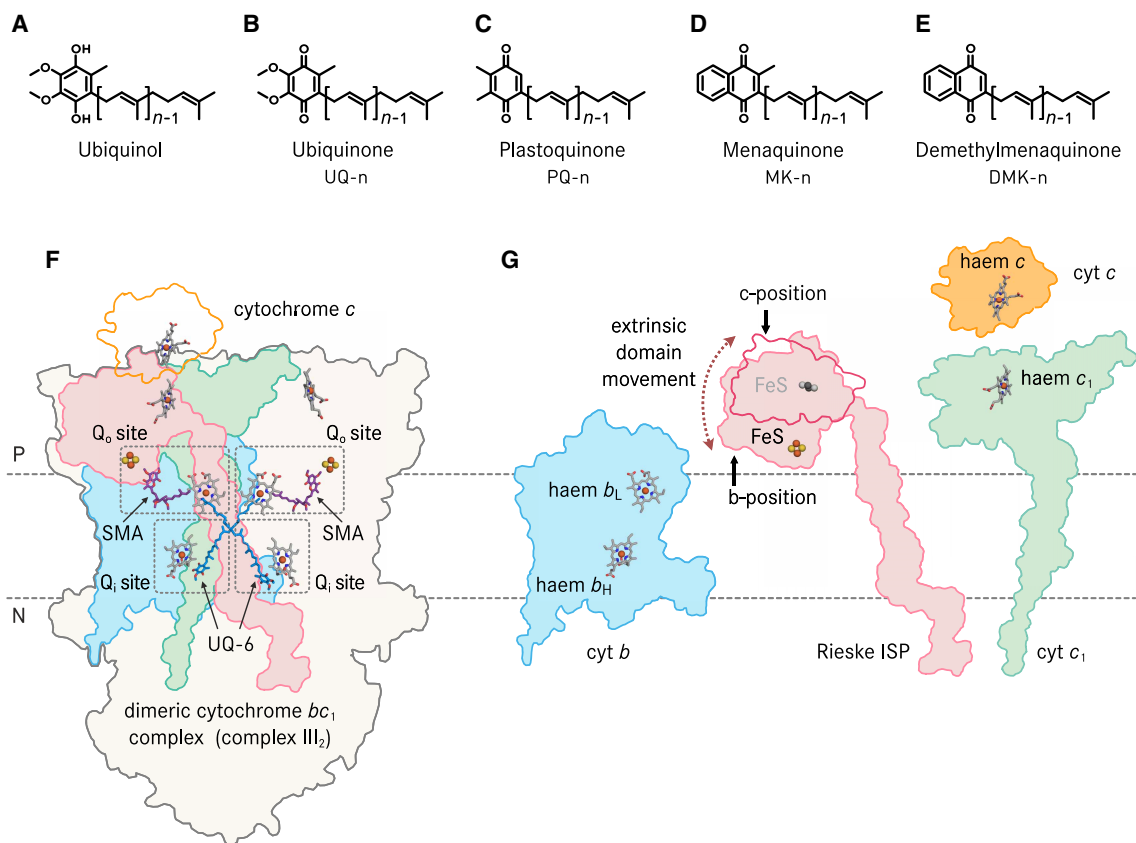 A
OH
O
O
OH
n-1
Ubiquinol
B
O
O
O
O
n-1
Ubiquinone
UQ-n
C
O
O
n-1
Plastoquinone
PQ-n
D
O
O
n-1
Menaquinone
MK-n
E
O
O
n-1
Demethylmenaquinone
DMK-n
F
cytochrome c
Qo site
Qo site
P
SMA
SMA
Qi site
Qi site
N
UQ-6
dimeric cytochrome bc1
complex (complex III2)
G
haem c
cyt c
c-position
extrinsic
domain
movement
FeS
haem c1
FeS
b-position
haem bL
haem bH
cyt b
Rieske ISP
cyt c1